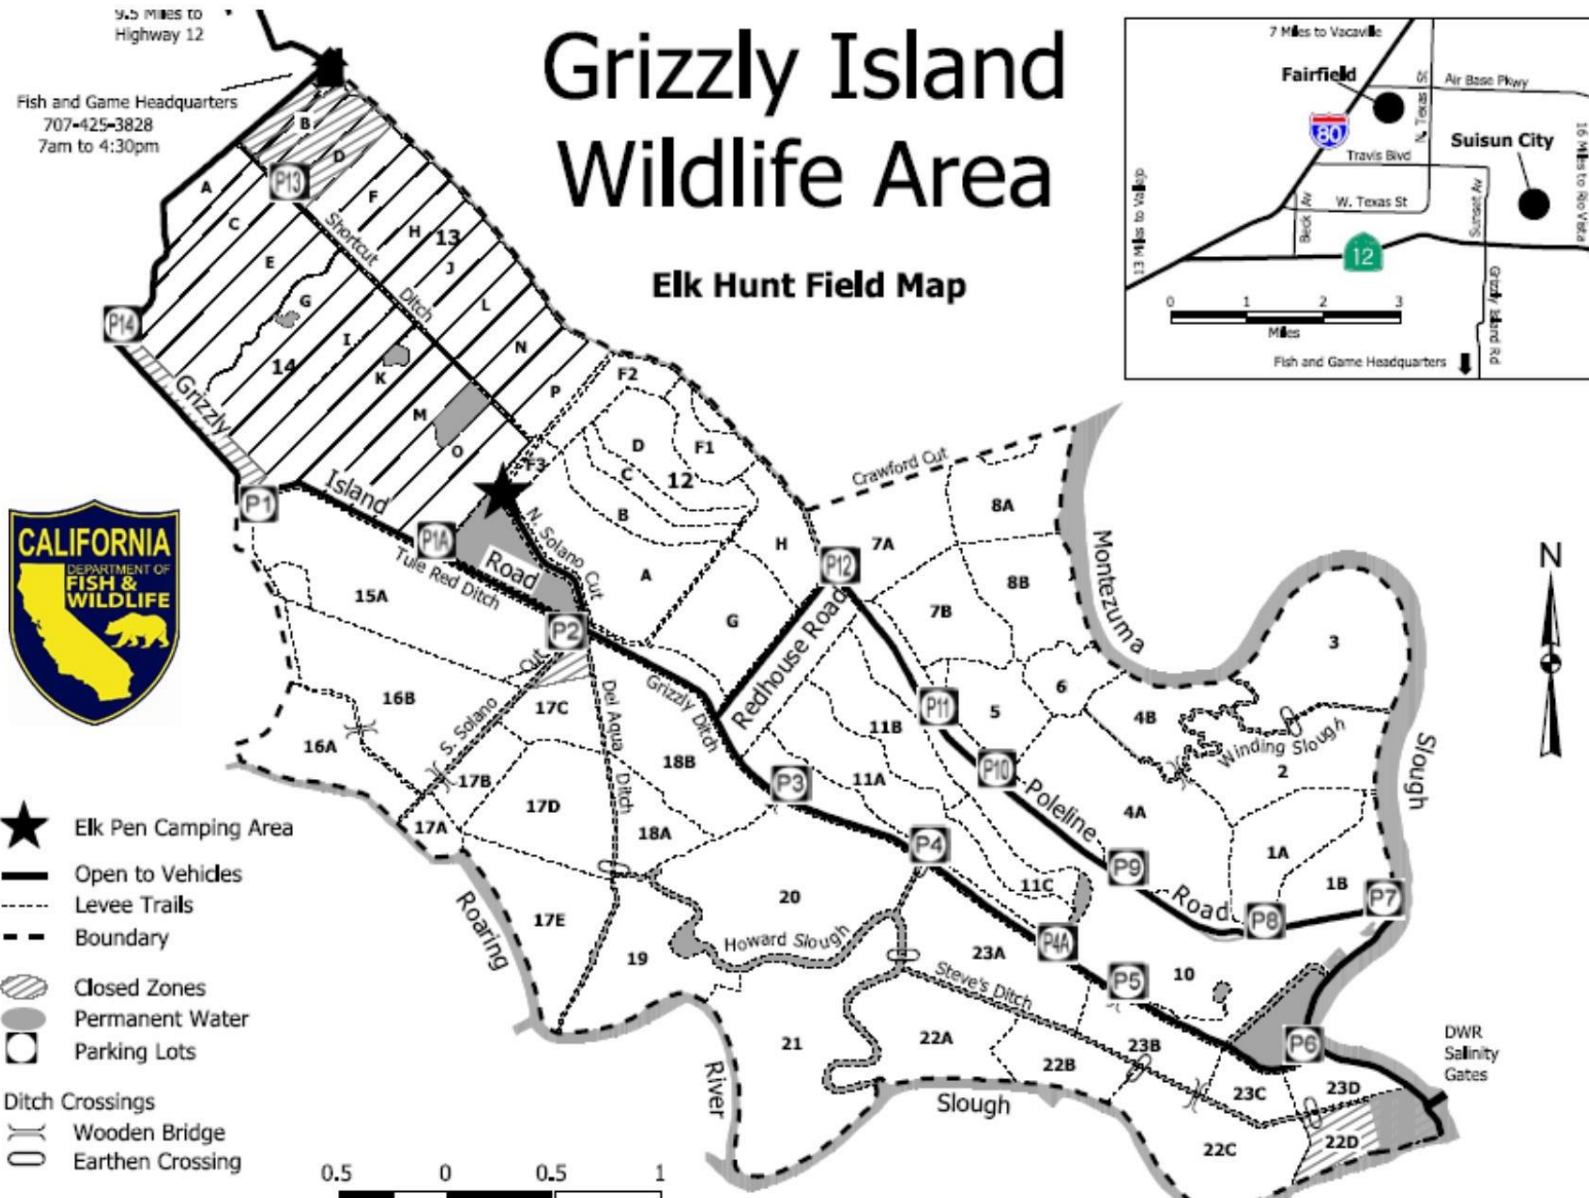 9.5 Miles to
Highway 12
Fish and Game Headquarters
707-425-3828
7am to 4:30pm
Grizzly Island
Wildlife Area
Elk Hunt Field Map
7 Miles to Vacaville
Fairfield
N. Texas St
Air Base Pkwy
80
Suisun City
16 Miles to Rio Vista
Travis Blvd
13 Miles to Vallejo
Beck Av
W. Texas St
Sunset Av
12
Grizzly Island Rd
0 1 2 3
Miles
Fish and Game Headquarters
B
D
P13
A
C
E
F
H
13
J
L
N
P
Shortcut
Ditch
G
14
I
K
M
O
P14
Grizzly
Island
Road
P1
P1A
Tule Red Ditch
F3
F2
F1
D
C
12
B
A
H
G
N. Solano Cut
P2
Crawford Cut
8A
7A
P12
8B
7B
Montezuma
Slough
3
6
5
4B
Winding Slough
2
N
CALIFORNIA
DEPARTMENT OF
FISH &
WILDLIFE
15A
16B
16A
S. Solano
Cut
17C
17B
17D
17A
17E
Del Aqua
Ditch
Grizzly Ditch
Redhouse Road
18B
18A
P3
11B
11A
P11
P10
Poleline
Road
4A
1A
1B
P9
P8
P7
P4
11C
P4A
P5
10
20
19
Howard Slough
23A
Steve's Ditch
21
22A
22B
23B
23C
23D
22C
22D
P6
DWR
Salinity
Gates
Roaring
River
Slough
Elk Pen Camping Area
Open to Vehicles
Levee Trails
Boundary
Closed Zones
Permanent Water
Parking Lots
Ditch Crossings
Wooden Bridge
Earthen Crossing
0.5 0 0.5 1